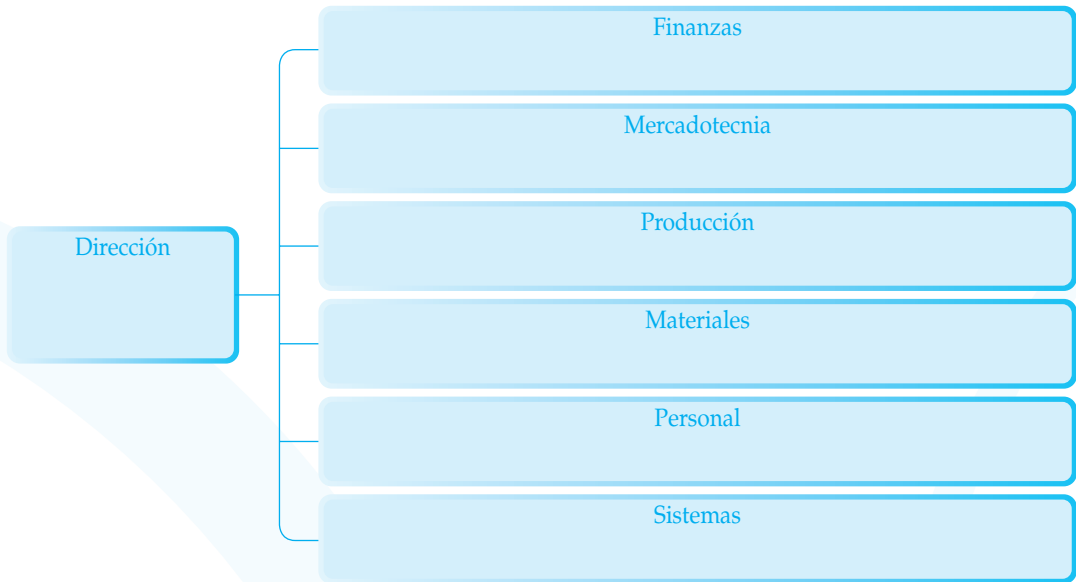 Dirección
Finanzas
Mercadotecnia
Producción
Materiales
Personal
Sistemas